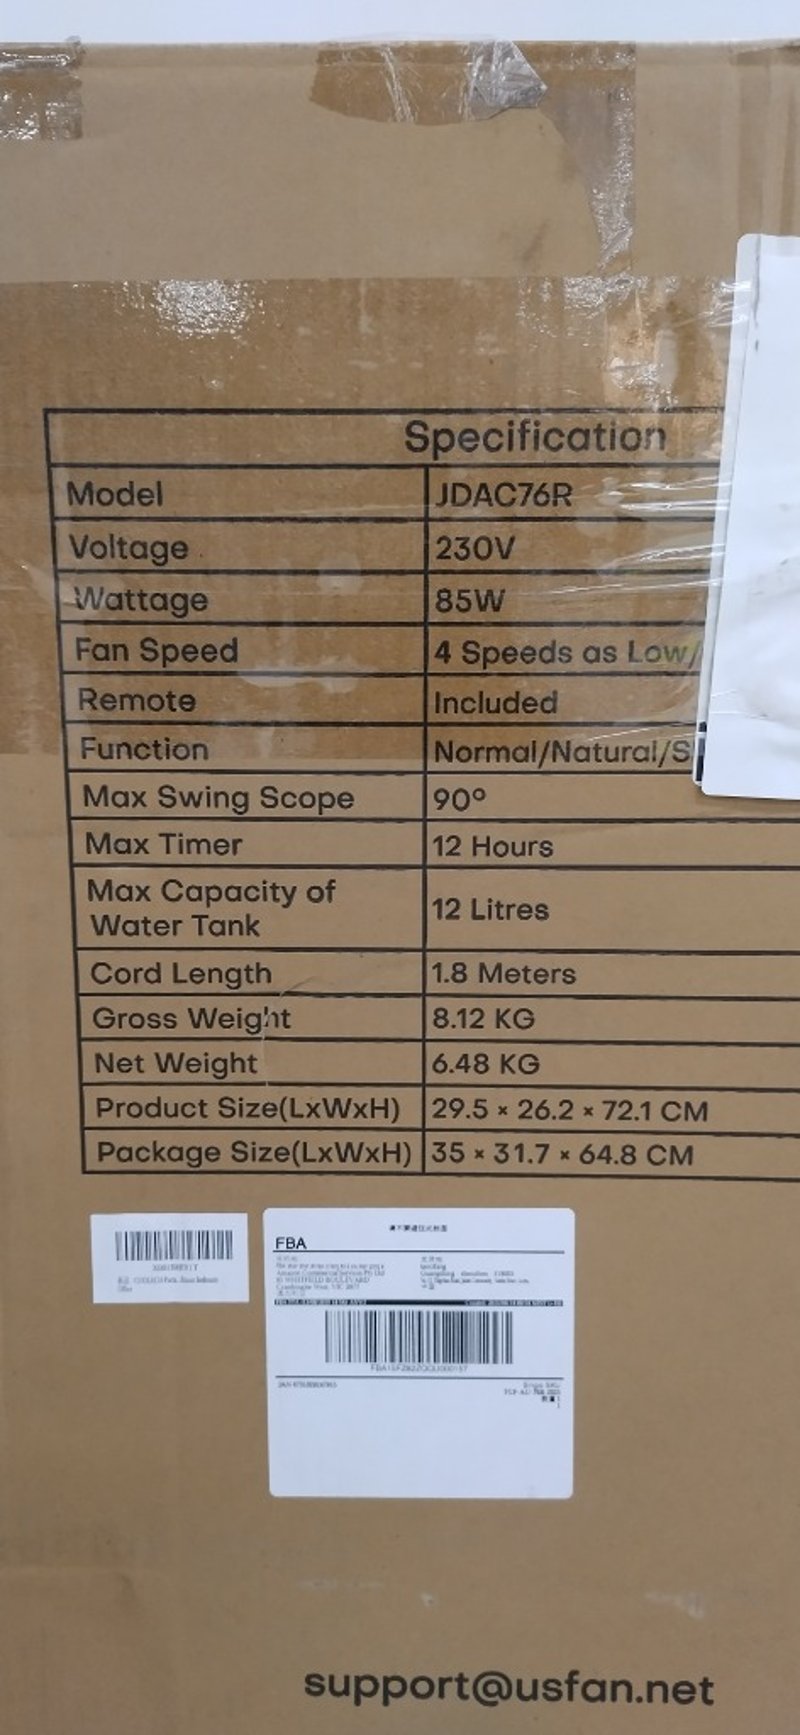 Specification
Model JDAC76R
Voltage 230V
Wattage 85W
Fan Speed 4 Speeds as Low/
Remote Included
Function Normal/Natural/S
Max Swing Scope 90°
Max Timer 12 Hours
Max Capacity of
Water Tank 12 Litres
Cord Length 1.8 Meters
Gross Weight 8.12 KG
Net Weight 6.48 KG
Product Size(LxWxH) 29.5 × 26.2 × 72.1 CM
Package Size(LxWxH) 35 × 31.7 × 64.8 CM
FBA
support@usfan.net